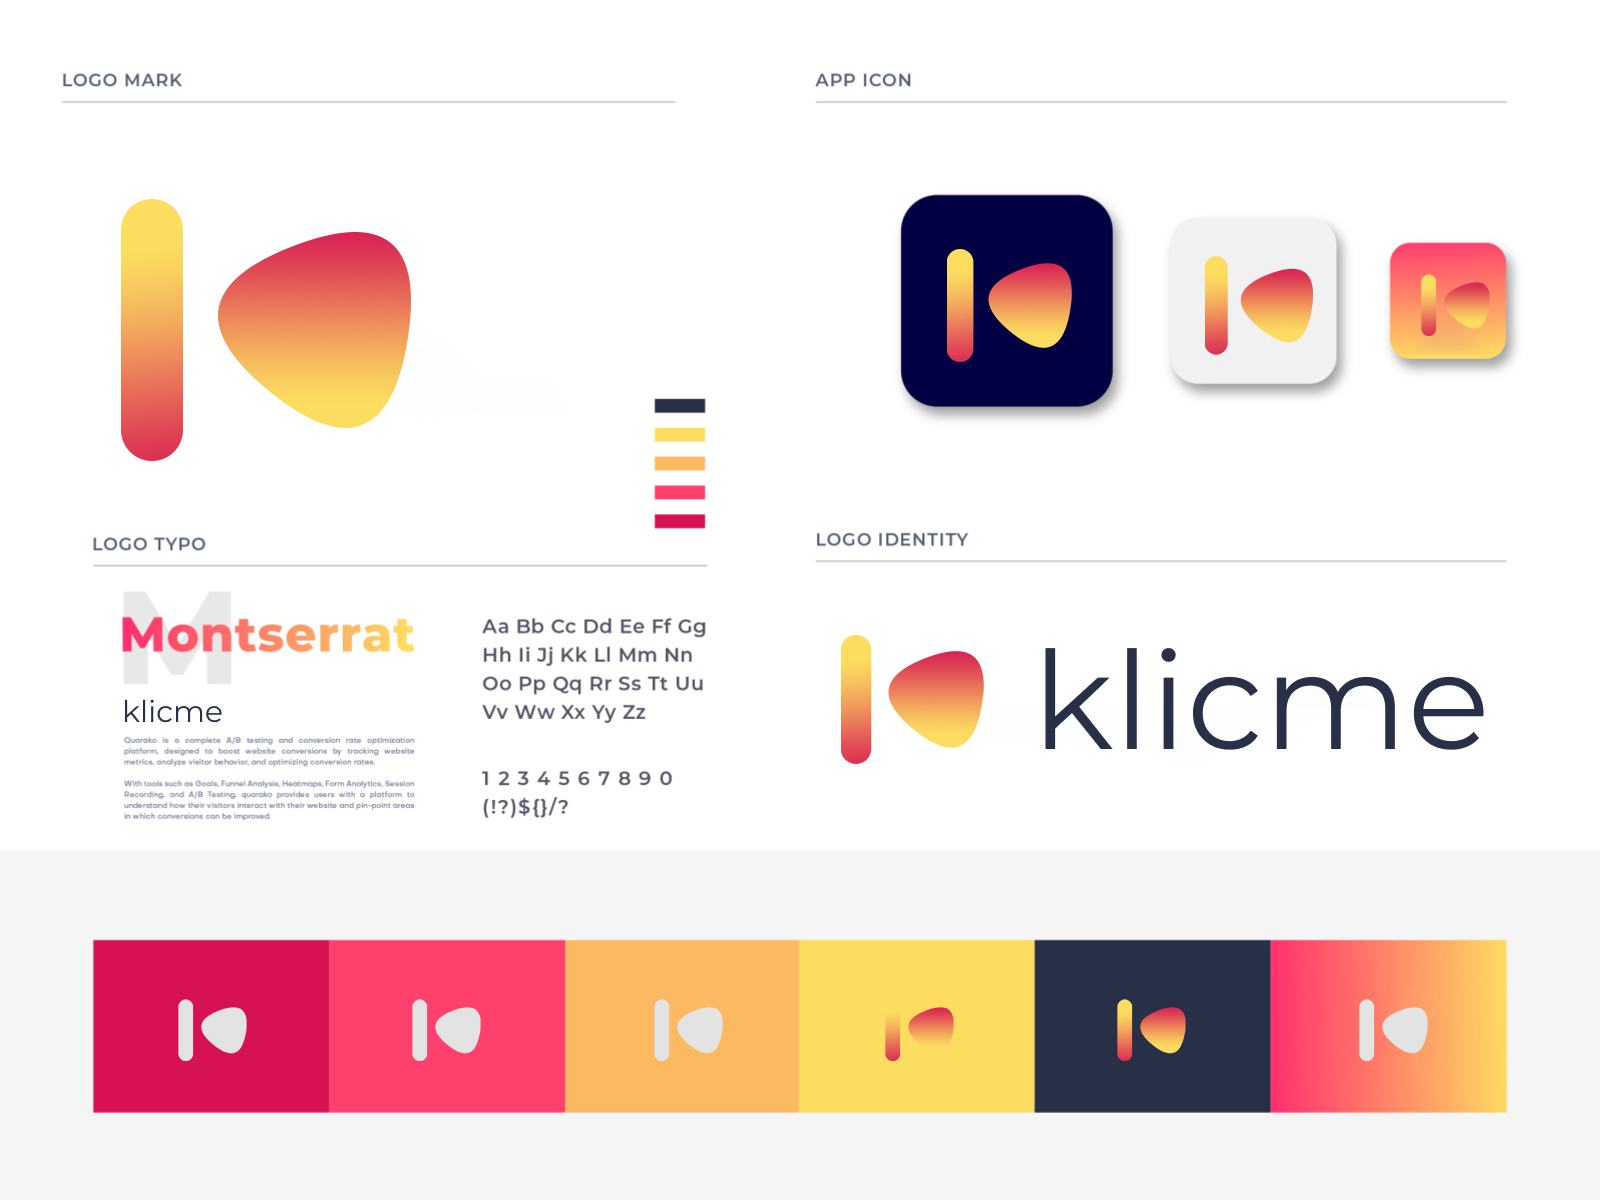 LOGO MARK
APP ICON
LOGO TYPO
M
Montserrat
klicme
Quarako is a complete A/B testing and conversion rate optimization
platform, designed to boost website conversions by tracking website
metrics, analyze visitor behavior, and optimizing conversion rates.
With tools such as Goals, Funnel Analysis, Heatmaps, Form Analytics, Session
Recording, and A/B Testing, quarako provides users with a platform to
understand how their visitors interact with their website and pin-point areas
in which conversions can be improved.
Aa Bb Cc Dd Ee Ff Gg
Hh Ii Jj Kk Ll Mm Nn
Oo Pp Qq Rr Ss Tt Uu
Vv Ww Xx Yy Zz
1 2 3 4 5 6 7 8 9 0
(!?)${}/?
LOGO IDENTITY
klicme